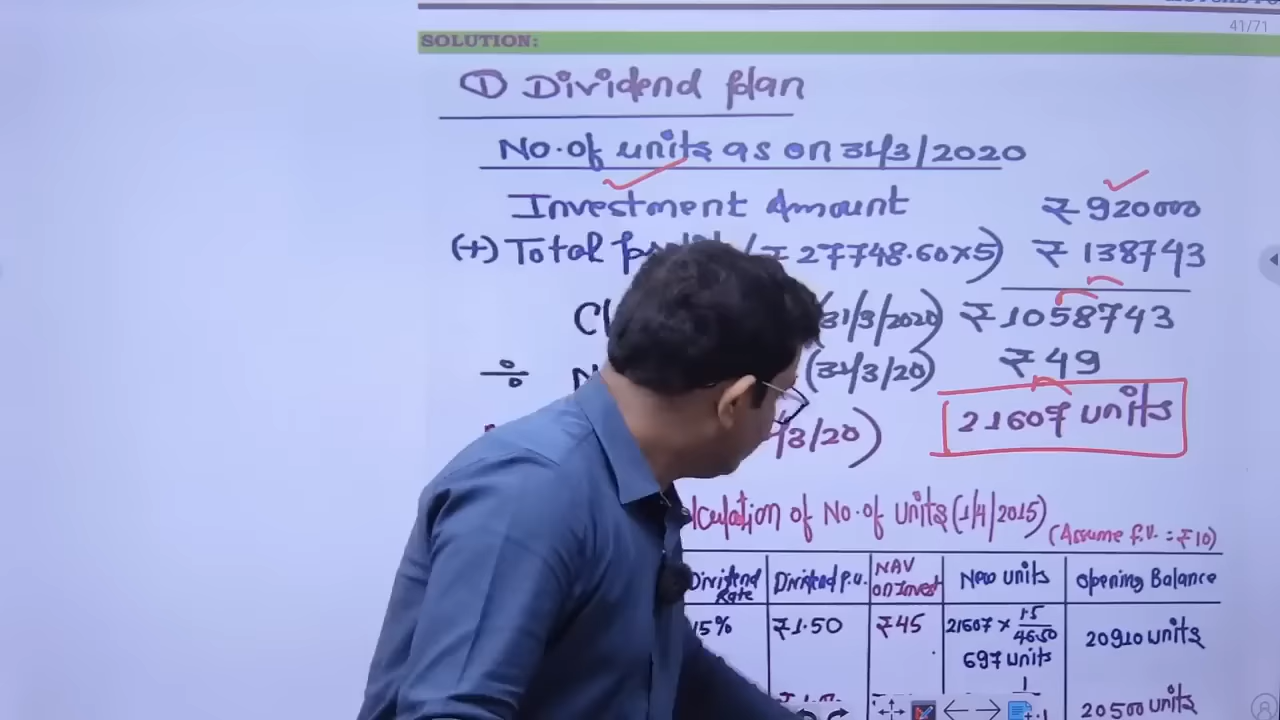 41/71
SOLUTION:
① Dividend plan
No. of units as on 31/3/2020
Investment Amount ₹920000
(+) Total ₹27748.60×5) ₹138743
(31/3/2020) ₹1058743
÷ (31/3/20) ₹49
/3/20) 21607 units
of No. of units (1/4/2015) (Assume F.V. = ₹10)
Dividend Rate Dividend P.U. NAV on Invest New units Opening Balance
15% ₹1.50 ₹45 21607 × 1.5/46.50 20910 units
697 units
20500 units